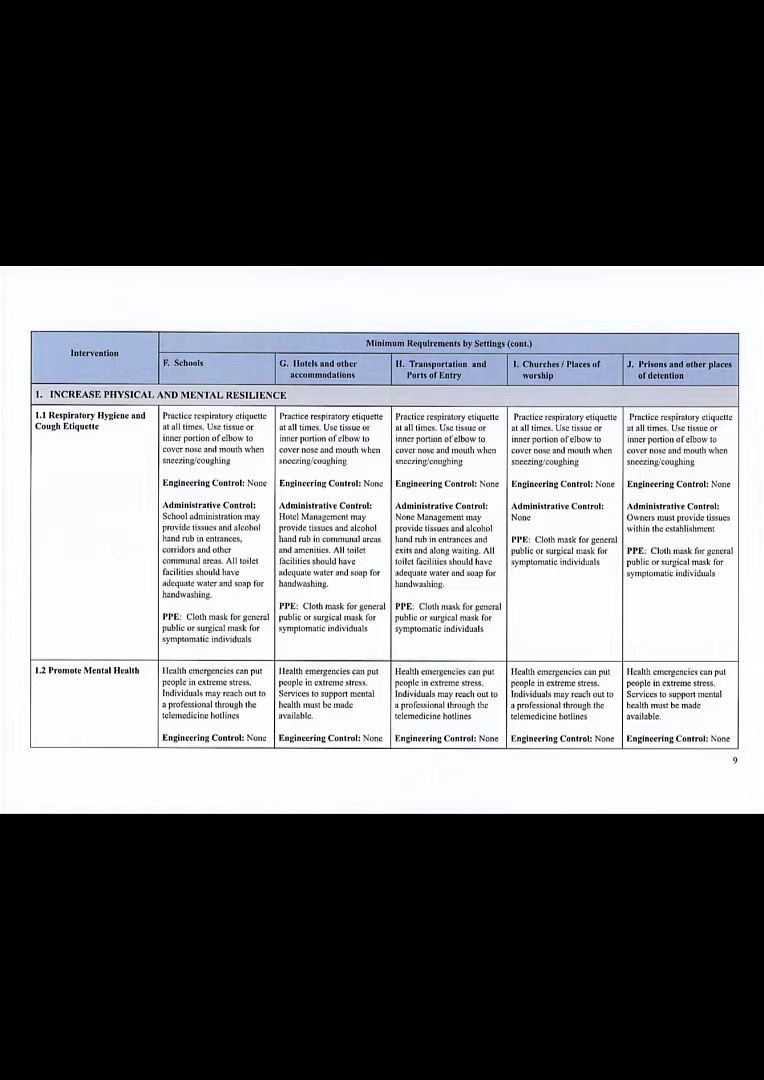 Intervention
Minimum Requirements by Settings (cont.)
F. Schools
G. Hotels and other
accommodations
H. Transportation and
Ports of Entry
I. Churches / Places of
worship
J. Prisons and other places
of detention
1. INCREASE PHYSICAL AND MENTAL RESILIENCE
1.1 Respiratory Hygiene and
Cough Etiquette
Practice respiratory etiquette
at all times. Use tissue or
inner portion of elbow to
cover nose and mouth when
sneezing/coughing
Engineering Control: None
Administrative Control:
School administration may
provide tissues and alcohol
hand rub in entrances,
corridors and other
communal areas. All toilet
facilities should have
adequate water and soap for
handwashing.
PPE: Cloth mask for general
public or surgical mask for
symptomatic individuals
Practice respiratory etiquette
at all times. Use tissue or
inner portion of elbow to
cover nose and mouth when
sneezing/coughing
Engineering Control: None
Administrative Control:
Hotel Management may
provide tissues and alcohol
hand rub in communal areas
and amenities. All toilet
facilities should have
adequate water and soap for
handwashing.
PPE: Cloth mask for general
public or surgical mask for
symptomatic individuals
Practice respiratory etiquette
at all times. Use tissue or
inner portion of elbow to
cover nose and mouth when
sneezing/coughing
Engineering Control: None
Administrative Control:
None Management may
provide tissues and alcohol
hand rub in entrances and
exits and along waiting. All
toilet facilities should have
adequate water and soap for
handwashing.
PPE: Cloth mask for general
public or surgical mask for
symptomatic individuals
Practice respiratory etiquette
at all times. Use tissue or
inner portion of elbow to
cover nose and mouth when
sneezing/coughing
Engineering Control: None
Administrative Control:
None
PPE: Cloth mask for general
public or surgical mask for
symptomatic individuals
Practice respiratory etiquette
at all times. Use tissue or
inner portion of elbow to
cover nose and mouth when
sneezing/coughing
Engineering Control: None
Administrative Control:
Owners must provide tissues
within the establishment
PPE: Cloth mask for general
public or surgical mask for
symptomatic individuals
1.2 Promote Mental Health
Health emergencies can put
people in extreme stress.
Individuals may reach out to
a professional through the
telemedicine hotlines
Engineering Control: None
Health emergencies can put
people in extreme stress.
Services to support mental
health must be made
available.
Engineering Control: None
Health emergencies can put
people in extreme stress.
Individuals may reach out to
a professional through the
telemedicine hotlines
Engineering Control: None
Health emergencies can put
people in extreme stress.
Individuals may reach out to
a professional through the
telemedicine hotlines
Engineering Control: None
Health emergencies can put
people in extreme stress.
Services to support mental
health must be made
available.
Engineering Control: None
9